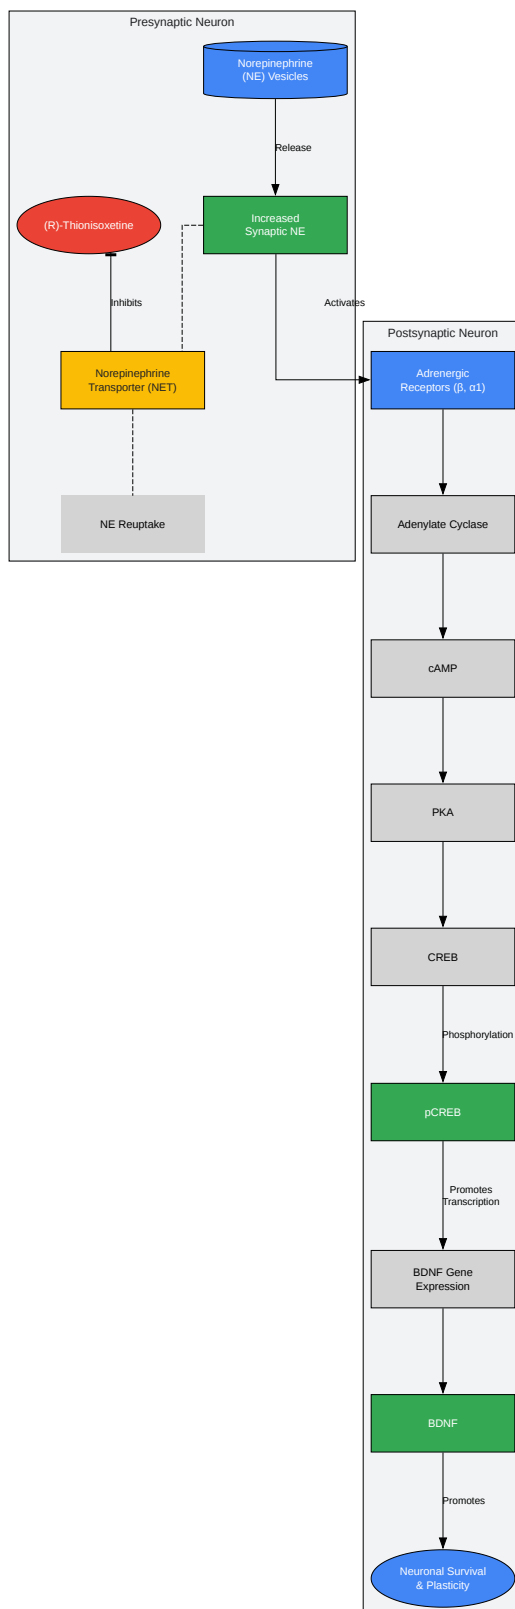 Presynaptic Neuron
Norepinephrine
(NE) Vesicles
Release
(R)-Thionisoxetine
Increased
Synaptic NE
Inhibits
Activates
Postsynaptic Neuron
Norepinephrine
Transporter (NET)
Adrenergic
Receptors (β, α1)
NE Reuptake
Adenylate Cyclase
cAMP
PKA
CREB
Phosphorylation
pCREB
Promotes
Transcription
BDNF Gene
Expression
BDNF
Promotes
Neuronal Survival
& Plasticity